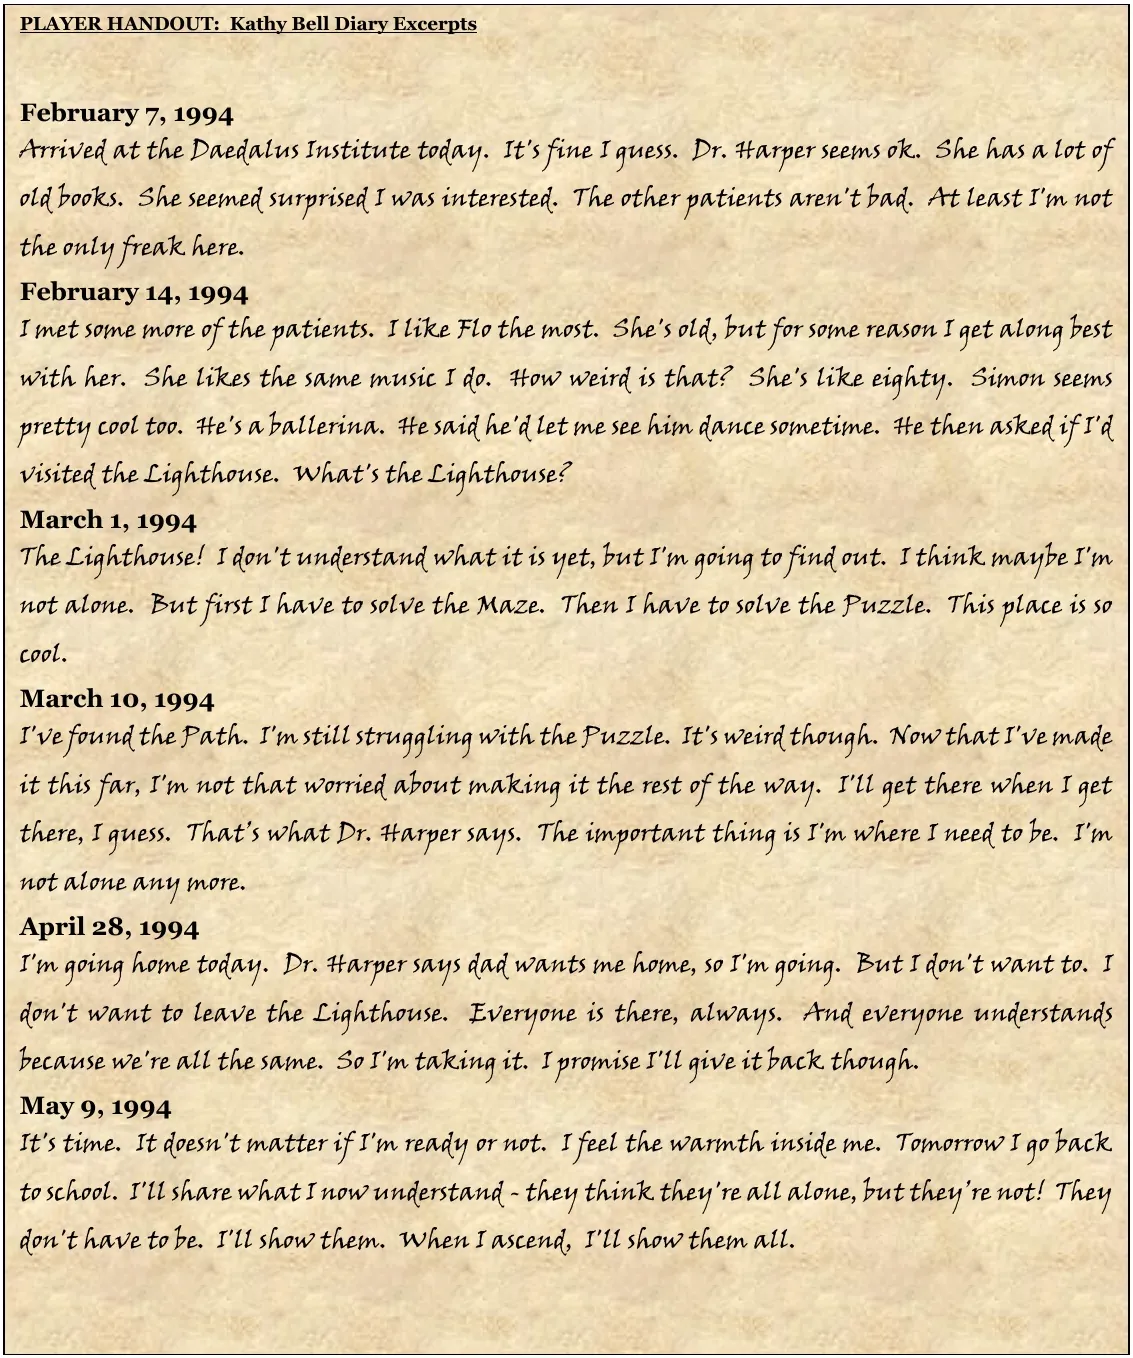 PLAYER HANDOUT: Kathy Bell Diary Excerpts
February 7, 1994
Arrived at the Daedalus Institute today. It's fine I guess. Dr. Harper seems ok. She has a lot of
old books. She seemed surprised I was interested. The other patients aren't bad. At least I'm not
the only freak here.
February 14, 1994
I met some more of the patients. I like Flo the most. She's old, but for some reason I get along best
with her. She likes the same music I do. How weird is that? She's like eighty. Simon seems
pretty cool too. He's a ballerina. He said he'd let me see him dance sometime. He then asked if I'd
visited the Lighthouse. What's the Lighthouse?
March 1, 1994
The Lighthouse! I don't understand what it is yet, but I'm going to find out. I think maybe I'm
not alone. But first I have to solve the Maze. Then I have to solve the Puzzle. This place is so
cool.
March 10, 1994
I've found the Path. I'm still struggling with the Puzzle. It's weird though. Now that I've made
it this far, I'm not that worried about making it the rest of the way. I'll get there when I get
there, I guess. That's what Dr. Harper says. The important thing is I'm where I need to be. I'm
not alone any more.
April 28, 1994
I'm going home today. Dr. Harper says dad wants me home, so I'm going. But I don't want to. I
don't want to leave the Lighthouse. Everyone is there, always. And everyone understands
because we're all the same. So I'm taking it. I promise I'll give it back though.
May 9, 1994
It's time. It doesn't matter if I'm ready or not. I feel the warmth inside me. Tomorrow I go back
to school. I'll share what I now understand - they think they're all alone, but they're not! They
don't have to be. I'll show them. When I ascend, I'll show them all.